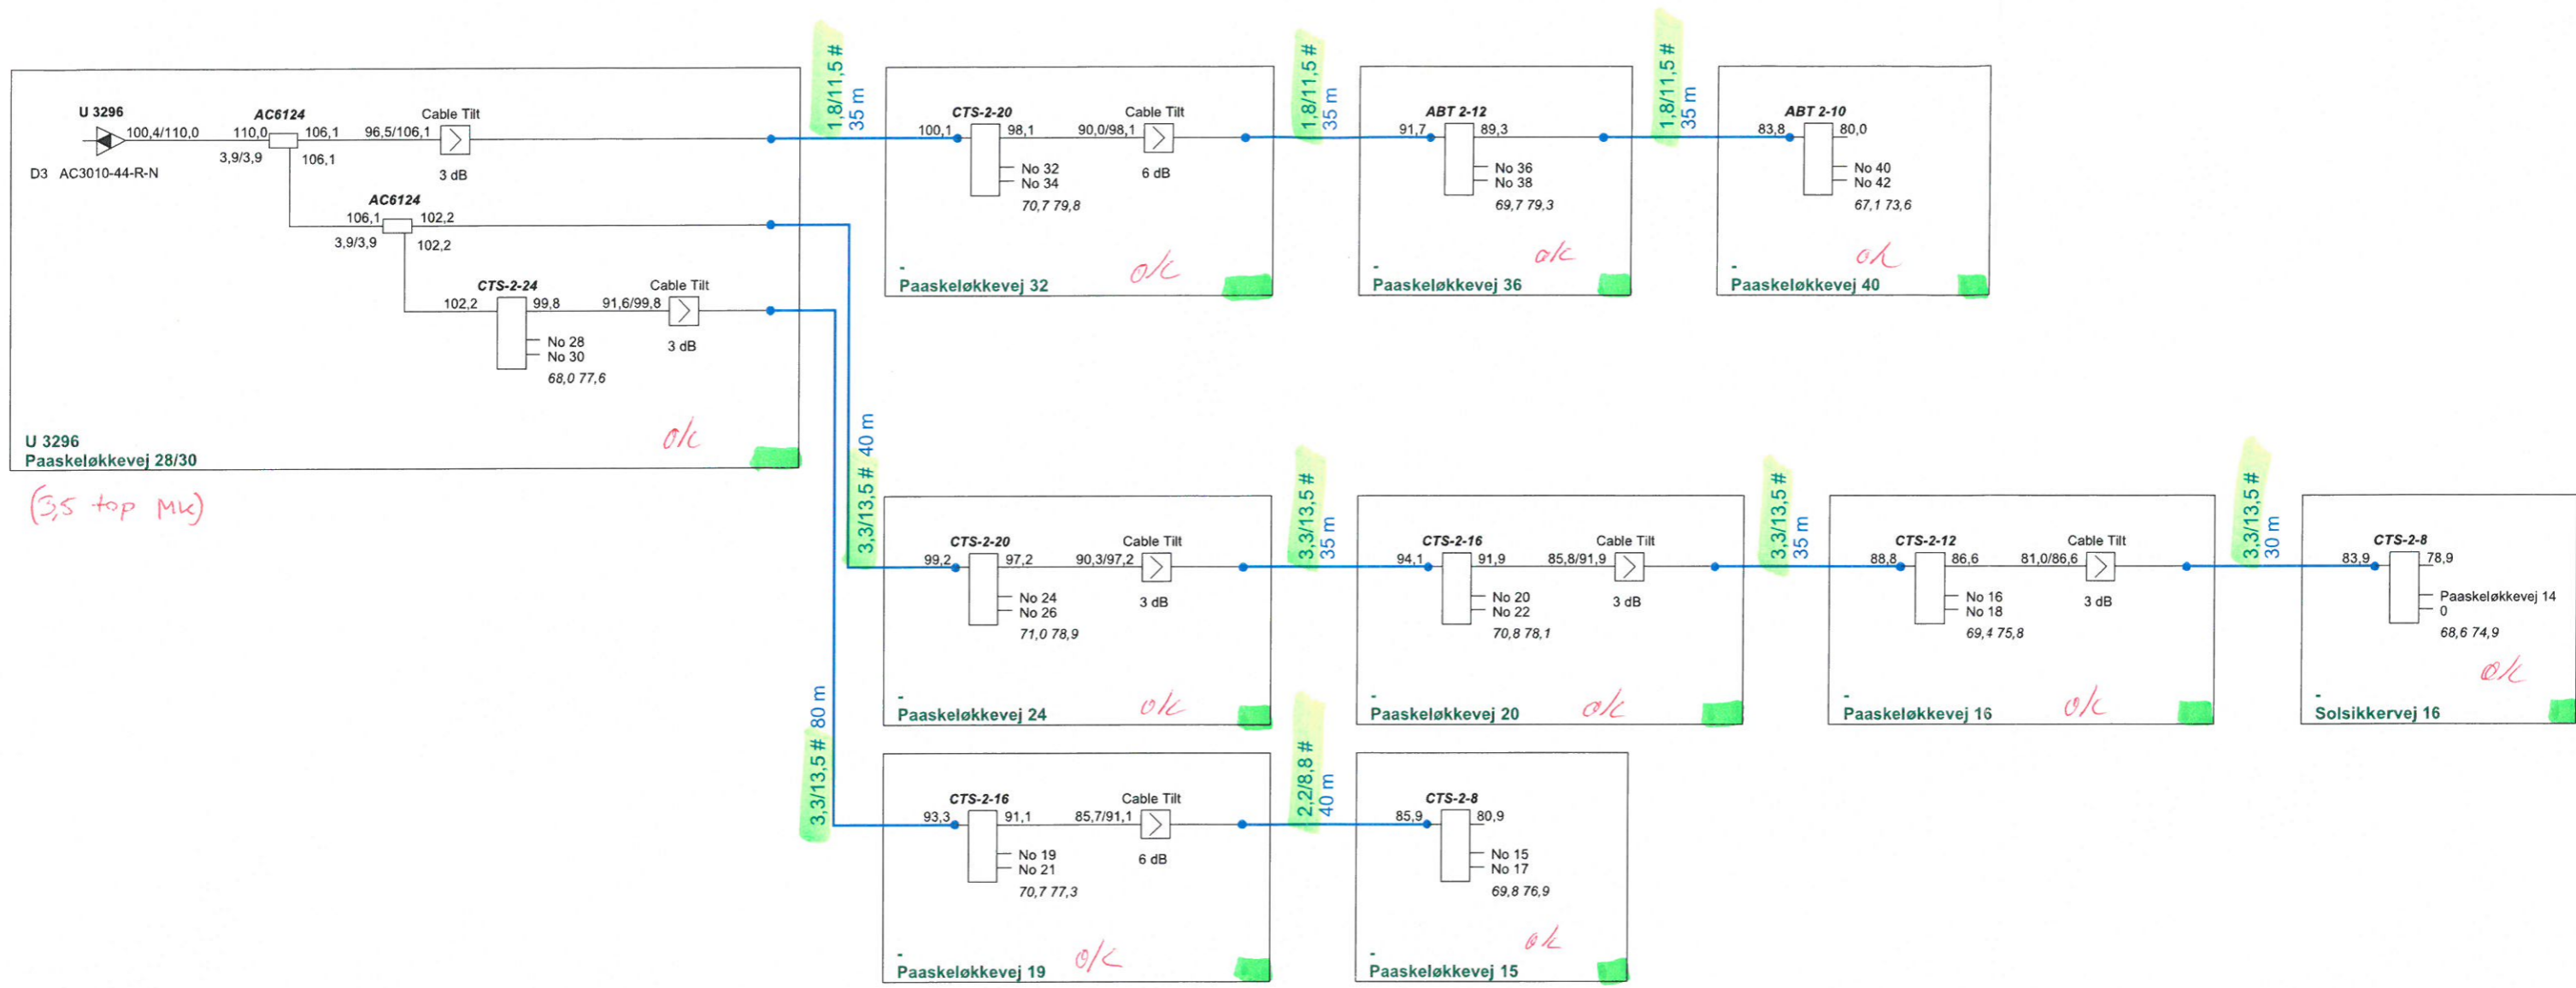 U 3296
100,4/110,0
D3 AC3010-44-R-N
AC6124
110,0
106,1
3,9/3,9
106,1
96,5/106,1
Cable Tilt
3 dB
AC6124
106,1
102,2
3,9/3,9
102,2
CTS-2-24
102,2
99,8
No 28
No 30
68,0 77,6
91,6/99,8
Cable Tilt
3 dB
o/c
U 3296
Paaskeløkkevej 28/30
(3,5 top MK)
1,8/11,5 #
35 m
CTS-2-20
100,1
98,1
No 32
No 34
70,7 79,8
90,0/98,1
Cable Tilt
6 dB
o/c
-
Paaskeløkkevej 32
1,8/11,5 #
35 m
ABT 2-12
91,7
89,3
No 36
No 38
69,7 79,3
ok
-
Paaskeløkkevej 36
1,8/11,5 #
35 m
ABT 2-10
83,8
80,0
No 40
No 42
67,1 73,6
ok
-
Paaskeløkkevej 40
3,3/13,5 # 40 m
CTS-2-20
99,2
97,2
No 24
No 26
71,0 78,9
90,3/97,2
Cable Tilt
3 dB
o/c
-
Paaskeløkkevej 24
3,3/13,5 #
35 m
CTS-2-16
94,1
91,9
No 20
No 22
70,8 78,1
85,8/91,9
Cable Tilt
3 dB
ok
-
Paaskeløkkevej 20
3,3/13,5 #
35 m
CTS-2-12
88,8
86,6
No 16
No 18
69,4 75,8
81,0/86,6
Cable Tilt
3 dB
o/c
-
Paaskeløkkevej 16
3,3/13,5 #
30 m
CTS-2-8
83,9
78,9
Paaskeløkkevej 14
0
68,6 74,9
o/c
-
Solsikkervej 16
3,3/13,5 # 80 m
CTS-2-16
93,3
91,1
No 19
No 21
70,7 77,3
85,7/91,1
Cable Tilt
6 dB
o/c
-
Paaskeløkkevej 19
2,2/8,8 #
40 m
CTS-2-8
85,9
80,9
No 15
No 17
69,8 76,9
ok
-
Paaskeløkkevej 15